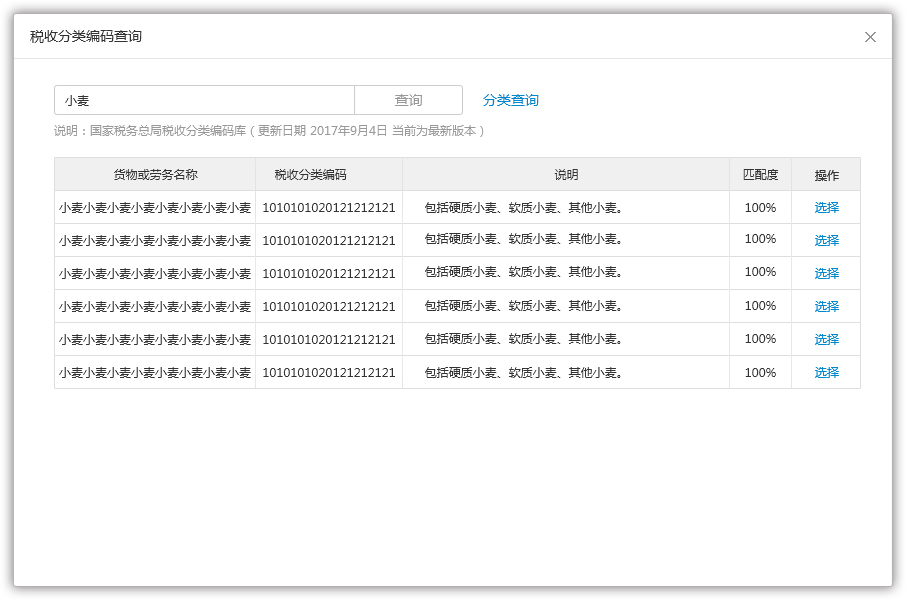 税收分类编码查询
小麦 查询 分类查询
说明：国家税务总局税收分类编码库（更新日期 2017年9月4日 当前为最新版本）
货物或劳务名称 税收分类编码 说明 匹配度 操作
小麦小麦小麦小麦小麦小麦小麦小麦 1010101020121212121 包括硬质小麦、软质小麦、其他小麦。 100% 选择
小麦小麦小麦小麦小麦小麦小麦小麦 1010101020121212121 包括硬质小麦、软质小麦、其他小麦。 100% 选择
小麦小麦小麦小麦小麦小麦小麦小麦 1010101020121212121 包括硬质小麦、软质小麦、其他小麦。 100% 选择
小麦小麦小麦小麦小麦小麦小麦小麦 1010101020121212121 包括硬质小麦、软质小麦、其他小麦。 100% 选择
小麦小麦小麦小麦小麦小麦小麦小麦 1010101020121212121 包括硬质小麦、软质小麦、其他小麦。 100% 选择
小麦小麦小麦小麦小麦小麦小麦小麦 1010101020121212121 包括硬质小麦、软质小麦、其他小麦。 100% 选择